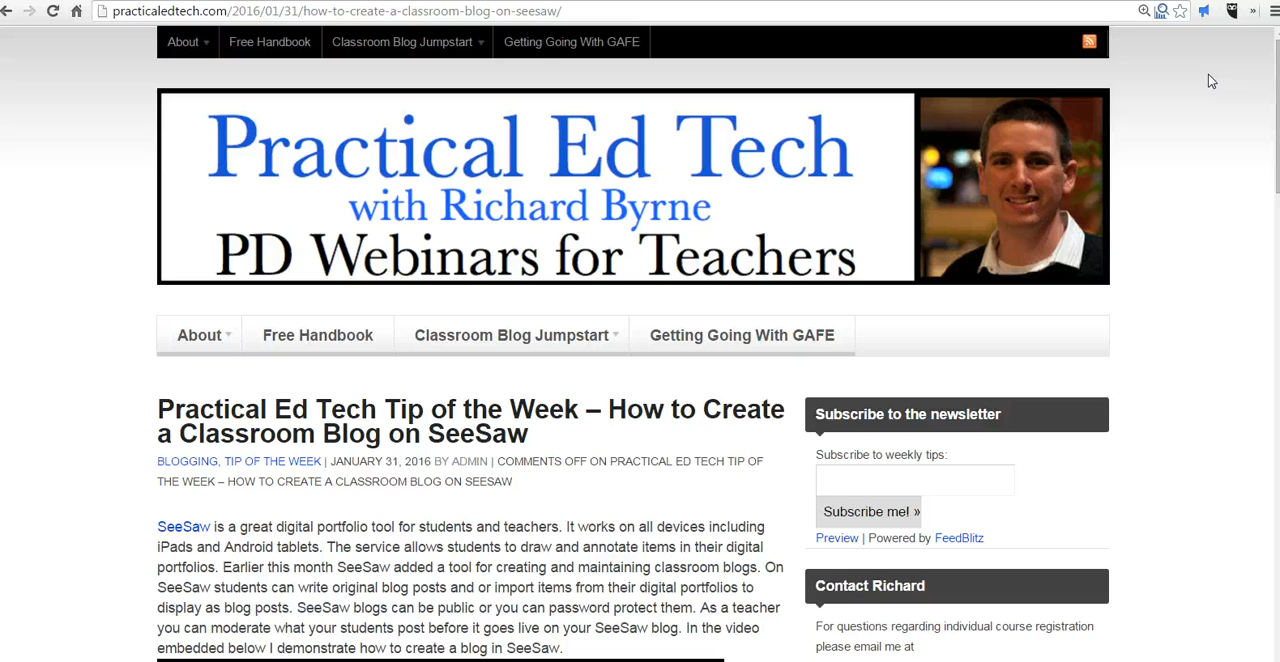 practicaledtech.com/2016/01/31/how-to-create-a-classroom-blog-on-seesaw/
About Free Handbook Classroom Blog Jumpstart Getting Going With GAFE
Practical Ed Tech
with Richard Byrne
PD Webinars for Teachers
About Free Handbook Classroom Blog Jumpstart Getting Going With GAFE
Practical Ed Tech Tip of the Week – How to Create
a Classroom Blog on SeeSaw
BLOGGING, TIP OF THE WEEK | JANUARY 31, 2016 BY ADMIN | COMMENTS OFF ON PRACTICAL ED TECH TIP OF
THE WEEK – HOW TO CREATE A CLASSROOM BLOG ON SEESAW
SeeSaw is a great digital portfolio tool for students and teachers. It works on all devices including
iPads and Android tablets. The service allows students to draw and annotate items in their digital
portfolios. Earlier this month SeeSaw added a tool for creating and maintaining classroom blogs. On
SeeSaw students can write original blog posts and or import items from their digital portfolios to
display as blog posts. SeeSaw blogs can be public or you can password protect them. As a teacher
you can moderate what your students post before it goes live on your SeeSaw blog. In the video
embedded below I demonstrate how to create a blog in SeeSaw.
Subscribe to the newsletter
Subscribe to weekly tips:
Subscribe me! »
Preview | Powered by FeedBlitz
Contact Richard
For questions regarding individual course registration
please email me at